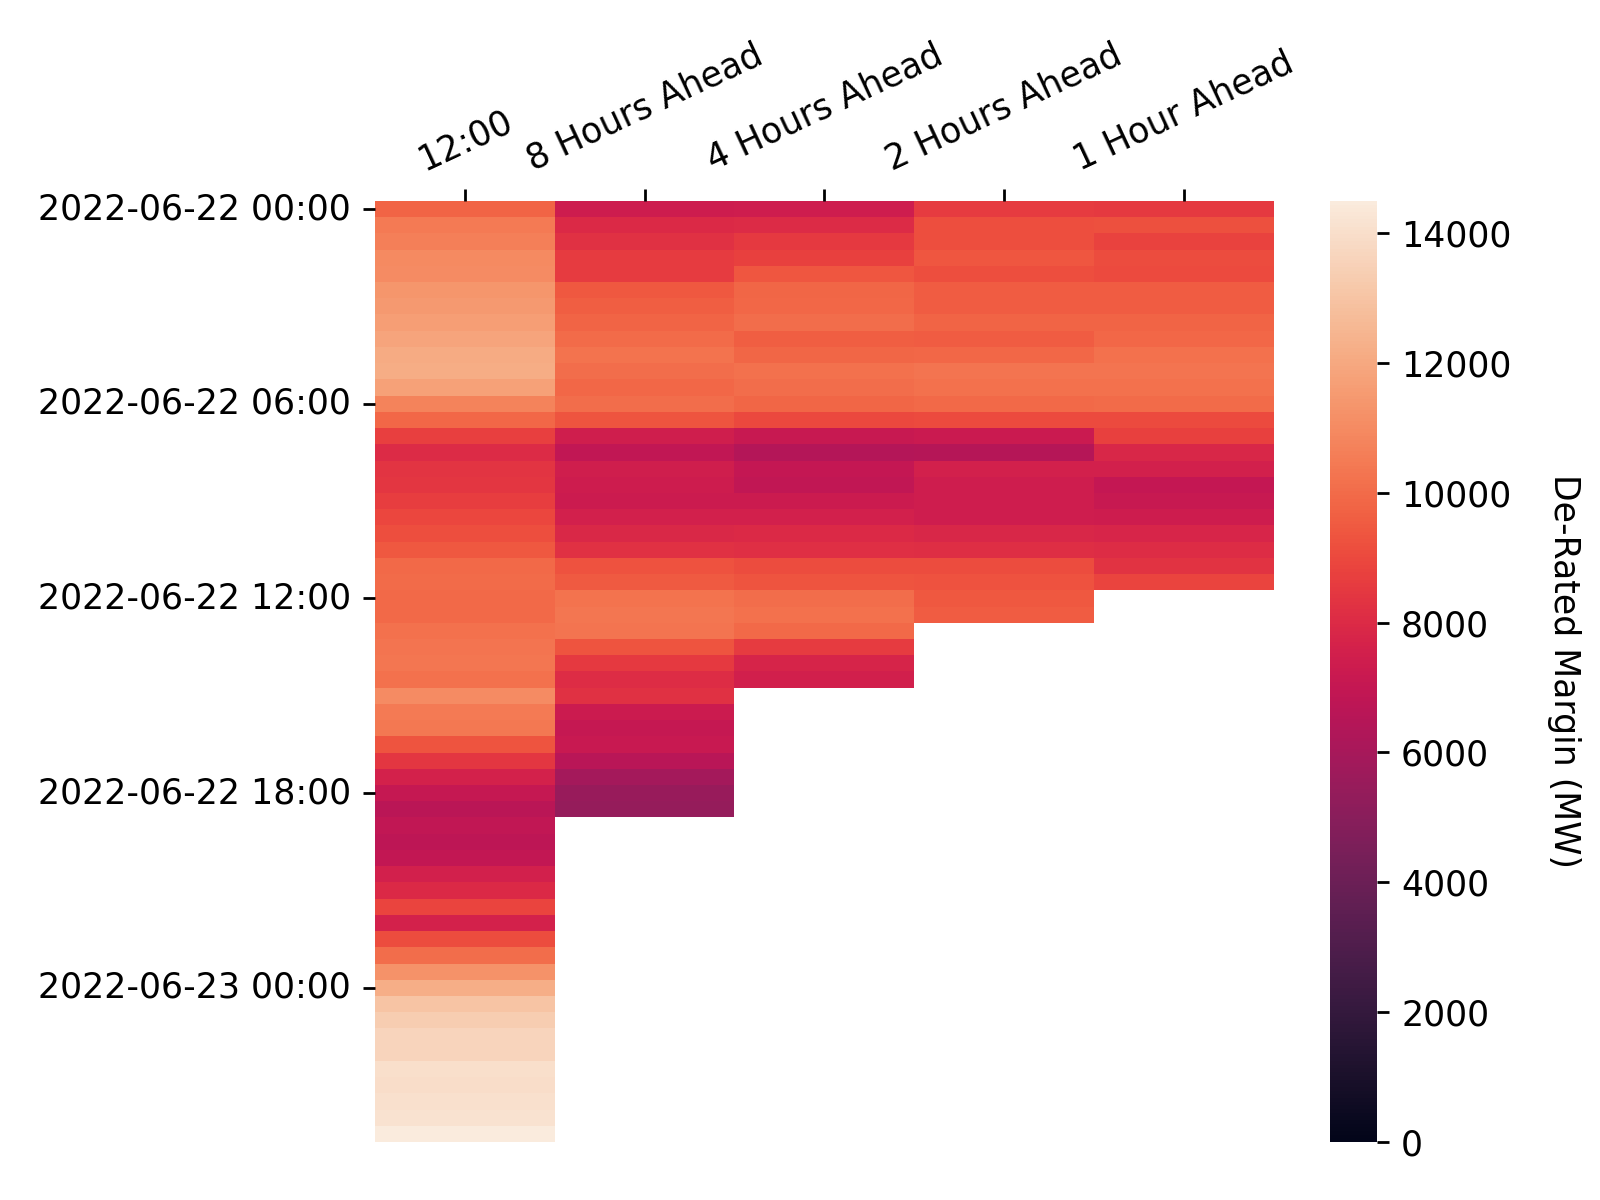 12:00
8 Hours Ahead
4 Hours Ahead
2 Hours Ahead
1 Hour Ahead
2022-06-22 00:00
2022-06-22 06:00
2022-06-22 12:00
2022-06-22 18:00
2022-06-23 00:00
14000
12000
10000
8000
6000
4000
2000
0
De-Rated Margin (MW)